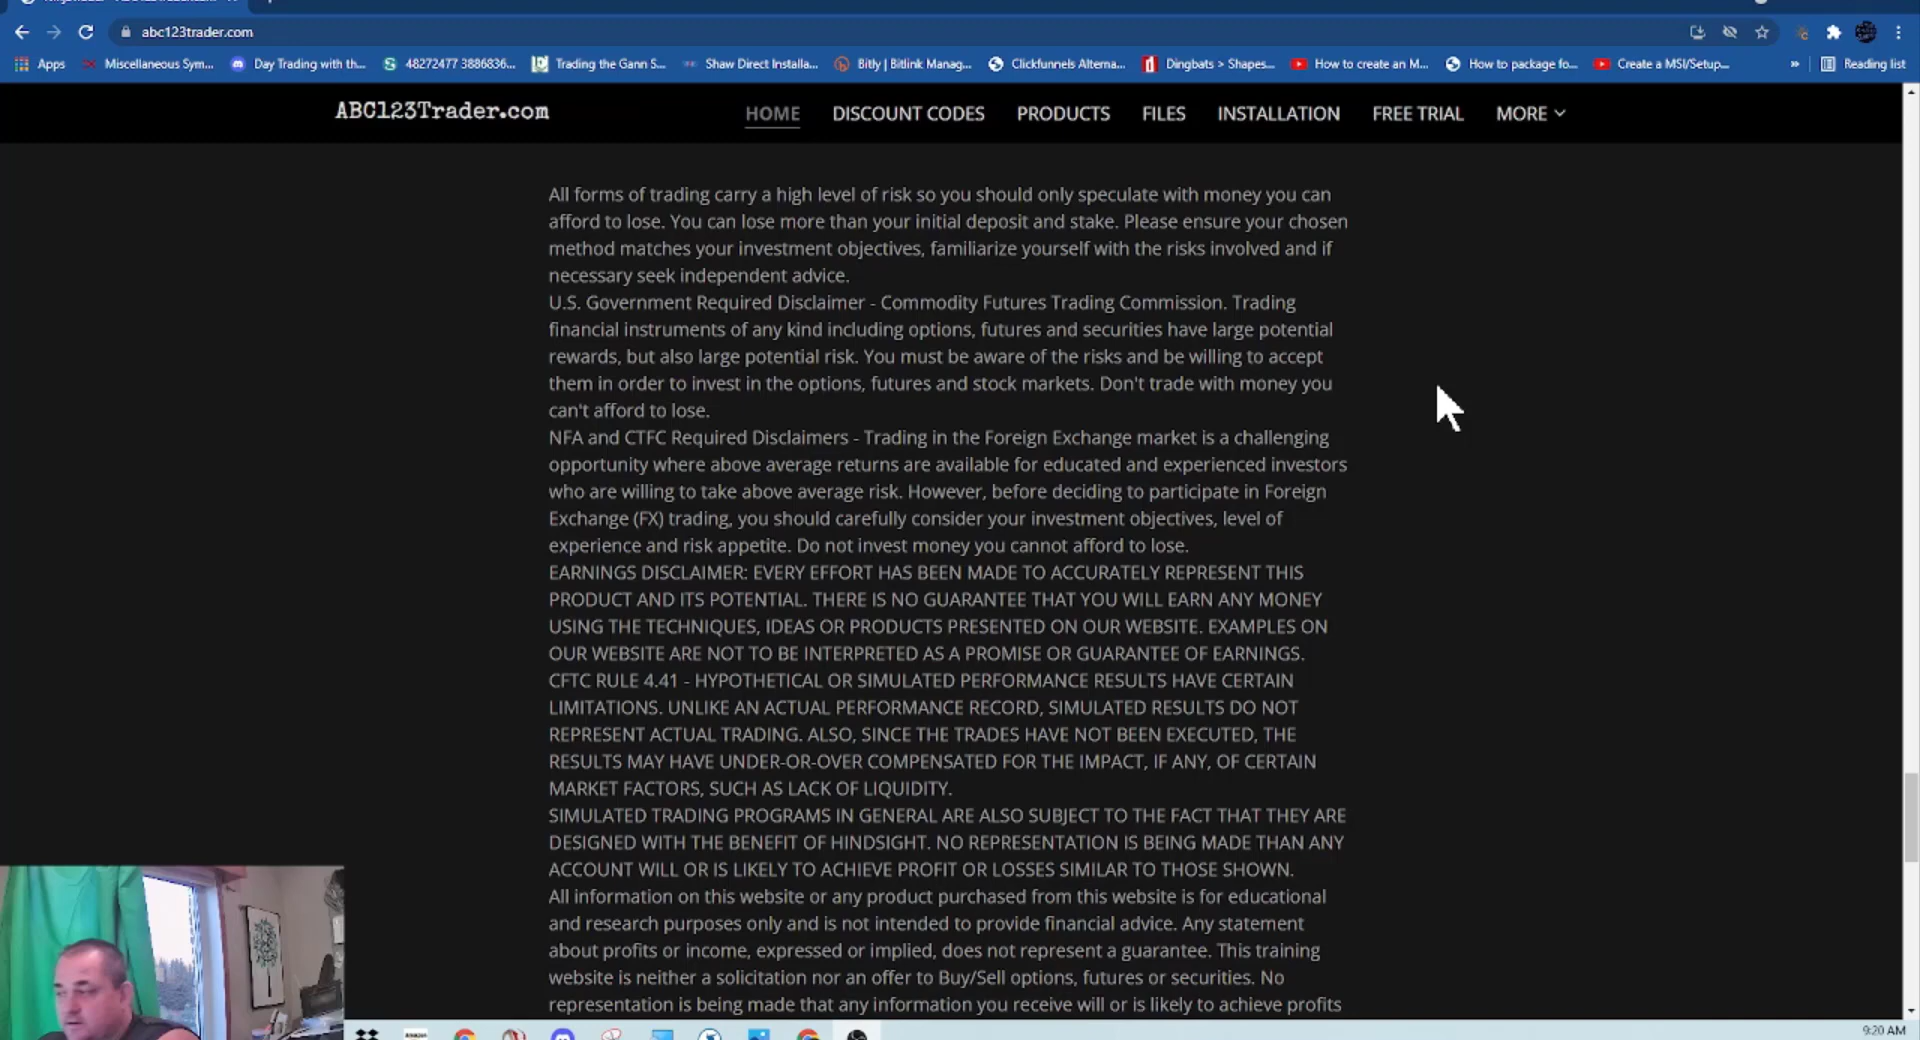 abc123trader.com
Apps
Miscellaneous Sym...
Day Trading with th...
48272477 3886836...
Trading the Gann S...
Shaw Direct Installa...
Bitly | Bitlink Manag...
Clickfunnels Alterna...
Dingbats > Shapes...
How to create an M...
How to package fo...
Create a MSI/Setup...
»
Reading list
ABC123Trader.com
HOME
DISCOUNT CODES
PRODUCTS
FILES
INSTALLATION
FREE TRIAL
MORE
All forms of trading carry a high level of risk so you should only speculate with money you can
afford to lose. You can lose more than your initial deposit and stake. Please ensure your chosen
method matches your investment objectives, familiarize yourself with the risks involved and if
necessary seek independent advice.
U.S. Government Required Disclaimer - Commodity Futures Trading Commission. Trading
financial instruments of any kind including options, futures and securities have large potential
rewards, but also large potential risk. You must be aware of the risks and be willing to accept
them in order to invest in the options, futures and stock markets. Don't trade with money you
can't afford to lose.
NFA and CTFC Required Disclaimers - Trading in the Foreign Exchange market is a challenging
opportunity where above average returns are available for educated and experienced investors
who are willing to take above average risk. However, before deciding to participate in Foreign
Exchange (FX) trading, you should carefully consider your investment objectives, level of
experience and risk appetite. Do not invest money you cannot afford to lose.
EARNINGS DISCLAIMER: EVERY EFFORT HAS BEEN MADE TO ACCURATELY REPRESENT THIS
PRODUCT AND ITS POTENTIAL. THERE IS NO GUARANTEE THAT YOU WILL EARN ANY MONEY
USING THE TECHNIQUES, IDEAS OR PRODUCTS PRESENTED ON OUR WEBSITE. EXAMPLES ON
OUR WEBSITE ARE NOT TO BE INTERPRETED AS A PROMISE OR GUARANTEE OF EARNINGS.
CFTC RULE 4.41 - HYPOTHETICAL OR SIMULATED PERFORMANCE RESULTS HAVE CERTAIN
LIMITATIONS. UNLIKE AN ACTUAL PERFORMANCE RECORD, SIMULATED RESULTS DO NOT
REPRESENT ACTUAL TRADING. ALSO, SINCE THE TRADES HAVE NOT BEEN EXECUTED, THE
RESULTS MAY HAVE UNDER-OR-OVER COMPENSATED FOR THE IMPACT, IF ANY, OF CERTAIN
MARKET FACTORS, SUCH AS LACK OF LIQUIDITY.
SIMULATED TRADING PROGRAMS IN GENERAL ARE ALSO SUBJECT TO THE FACT THAT THEY ARE
DESIGNED WITH THE BENEFIT OF HINDSIGHT. NO REPRESENTATION IS BEING MADE THAN ANY
ACCOUNT WILL OR IS LIKELY TO ACHIEVE PROFIT OR LOSSES SIMILAR TO THOSE SHOWN.
All information on this website or any product purchased from this website is for educational
and research purposes only and is not intended to provide financial advice. Any statement
about profits or income, expressed or implied, does not represent a guarantee. This training
website is neither a solicitation nor an offer to Buy/Sell options, futures or securities. No
representation is being made that any information you receive will or is likely to achieve profits
9:20 AM